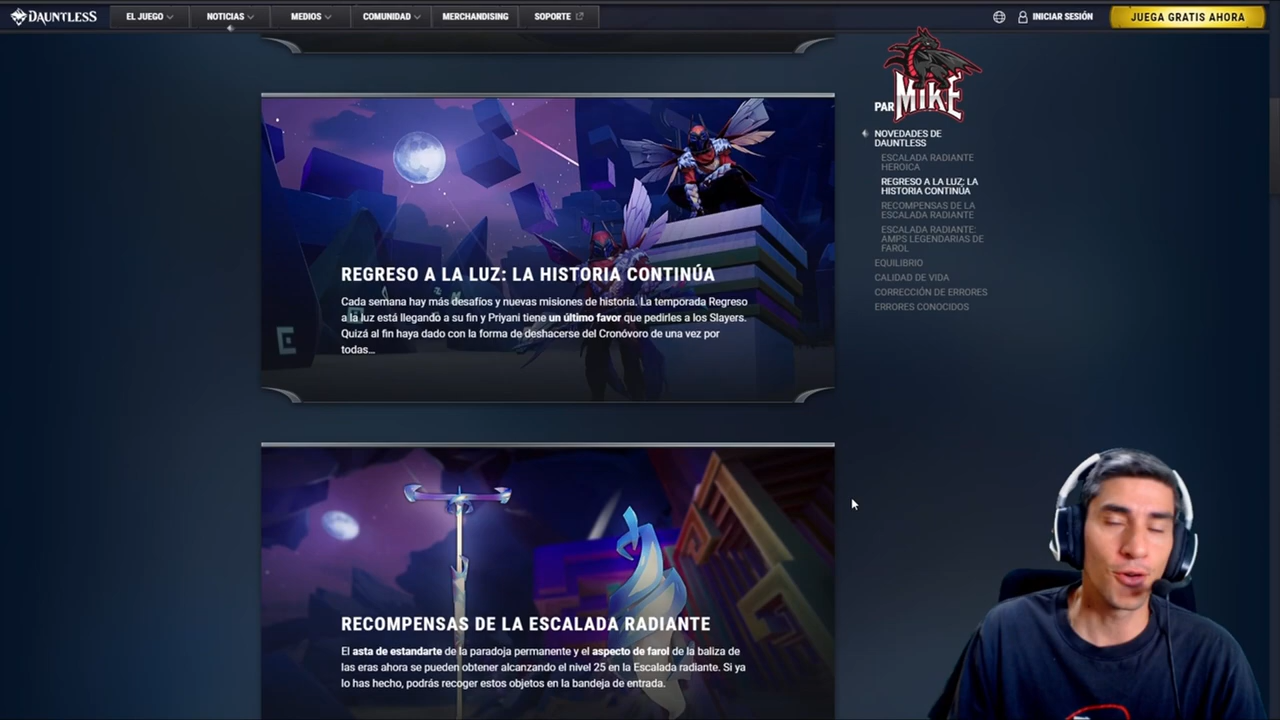 DAUNTLESS
EL JUEGO
NOTICIAS
MEDIOS
COMUNIDAD
MERCHANDISING
SOPORTE
INICIAR SESIÓN
JUEGA GRATIS AHORA
PAR MIKE
NOVEDADES DE
DAUNTLESS
ESCALADA RADIANTE
HEROICA
REGRESO A LA LUZ: LA
HISTORIA CONTINÚA
RECOMPENSAS DE LA
ESCALADA RADIANTE
ESCALADA RADIANTE:
AMPS LEGENDARIAS DE
FAROL
EQUILIBRIO
CALIDAD DE VIDA
CORRECCIÓN DE ERRORES
ERRORES CONOCIDOS
REGRESO A LA LUZ: LA HISTORIA CONTINÚA
Cada semana hay más desafíos y nuevas misiones de historia. La temporada Regreso
a la luz está llegando a su fin y Priyani tiene un último favor que pedirles a los Slayers.
Quizá al fin haya dado con la forma de deshacerse del Cronóvoro de una vez por
todas...
RECOMPENSAS DE LA ESCALADA RADIANTE
El asta de estandarte de la paradoja permanente y el aspecto de farol de la baliza de
las eras ahora se pueden obtener alcanzando el nivel 25 en la Escalada radiante. Si ya
lo has hecho, podrás recoger estos objetos en la bandeja de entrada.